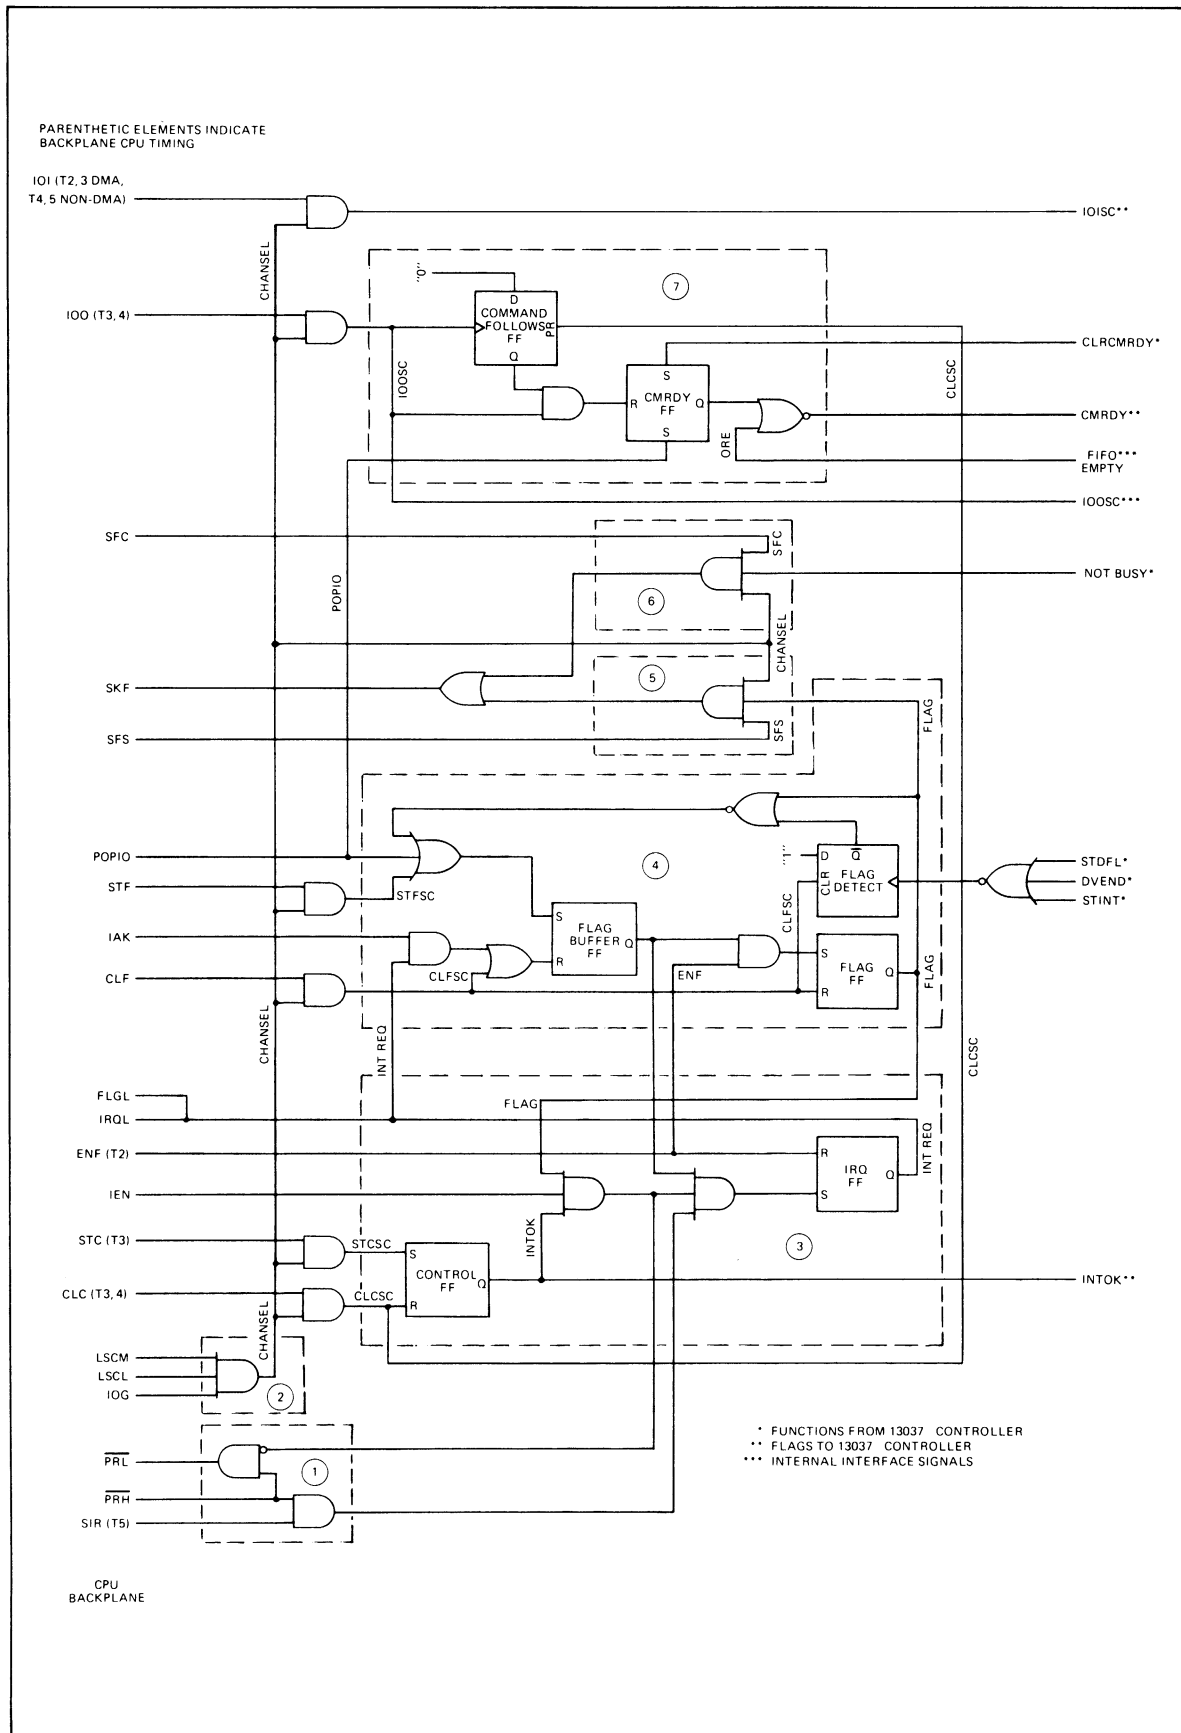 PARENTHETIC ELEMENTS INDICATE
BACKPLANE CPU TIMING
IOI (T2, 3 DMA,
T4, 5 NON-DMA)
IOISC**
CHANSEL
"0"
7
D
COMMAND
FOLLOWS
FF
PR
Q
IOO (T3, 4)
CLRCMRDY*
IOOSC
CLCSC
S
R CMRDY Q
FF
S
CMRDY**
ORE
FIFO***
EMPTY
IOOSC***
SFC
SFC
NOT BUSY*
6
POPIO
CHANSEL
5
SKF
FLAG
SFS
SFS
POPIO
4
"1"
D Q̅
CLR FLAG
DETECT
STDFL*
DVEND*
STINT*
STF
STFSC
CLFSC
S
FLAG
BUFFER Q
FF
R
IAK
CLF
CLFSC
ENF
S
FLAG
FF Q
R
FLAG
CHANSEL
INT REQ
CLCSC
FLGL
FLAG
IRQL
INT REQ
ENF (T2)
R
IRQ Q
FF
S
IEN
INTOK
3
STC (T3)
STCSC
S
CONTROL Q
FF
R
INTOK**
CLC (T3, 4)
CLCSC
CHANSEL
LSCM
LSCL
IOG
2
P̅R̅L̅
1
P̅R̅H̅
SIR (T5)
* FUNCTIONS FROM 13037 CONTROLLER
** FLAGS TO 13037 CONTROLLER
*** INTERNAL INTERFACE SIGNALS
CPU
BACKPLANE